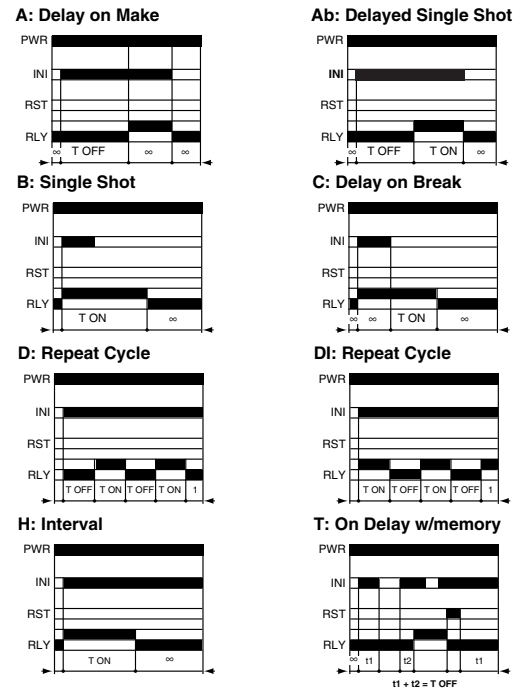 A: Delay on Make
PWR
INI
RST
RLY
∞ T OFF ∞ ∞
Ab: Delayed Single Shot
PWR
INI
RST
RLY
∞ T OFF T ON ∞
B: Single Shot
PWR
INI
RST
RLY
T ON ∞
C: Delay on Break
PWR
INI
RST
RLY
∞ ∞ T ON ∞
D: Repeat Cycle
PWR
INI
RST
RLY
T OFF T ON T OFF T ON 1
DI: Repeat Cycle
PWR
INI
RST
RLY
T ON T OFF T ON T OFF 1
H: Interval
PWR
INI
RST
RLY
T ON ∞
T: On Delay w/memory
PWR
INI
RST
RLY
∞ t1 t2 t1
t1 + t2 = T OFF